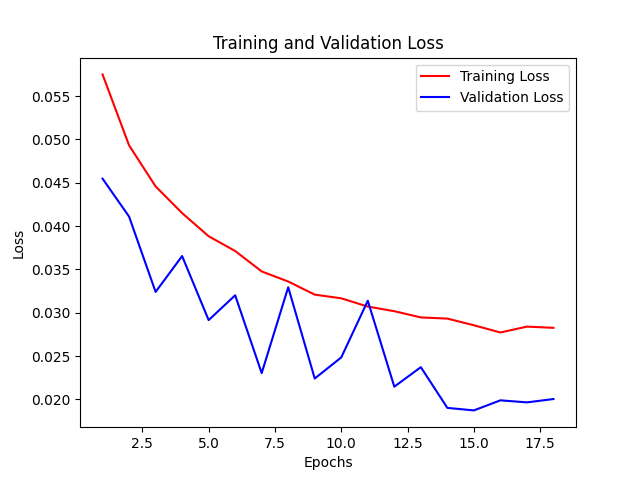 Training and Validation Loss
Training Loss
Validation Loss
0.055
0.050
0.045
0.040
0.035
0.030
0.025
0.020
Loss
2.5 5.0 7.5 10.0 12.5 15.0 17.5
Epochs